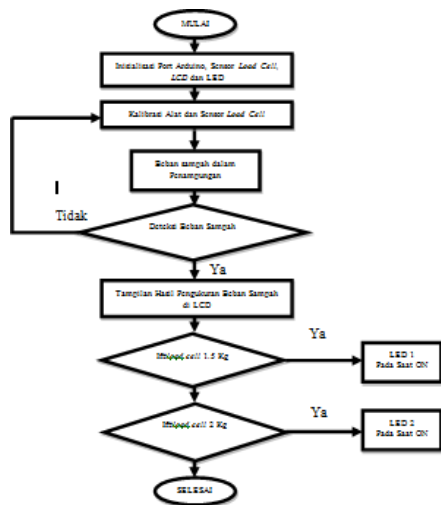 MULAI
Inisialisasi Port Arduino, Sensor Load Cell,
LCD dan LED
Kalibrasi Alat dan Sensor Load Cell
Beban sampah dalam
Penampungan
Tidak
Deteksi Beban Sampah
Ya
Tampilan Hasil Pengukuran Beban Sampah
di LCD
Ya
cell 1.5 Kg
LED 1
Pada Saat ON
Ya
cell 2 Kg
LED 2
Pada Saat ON
SELESAI